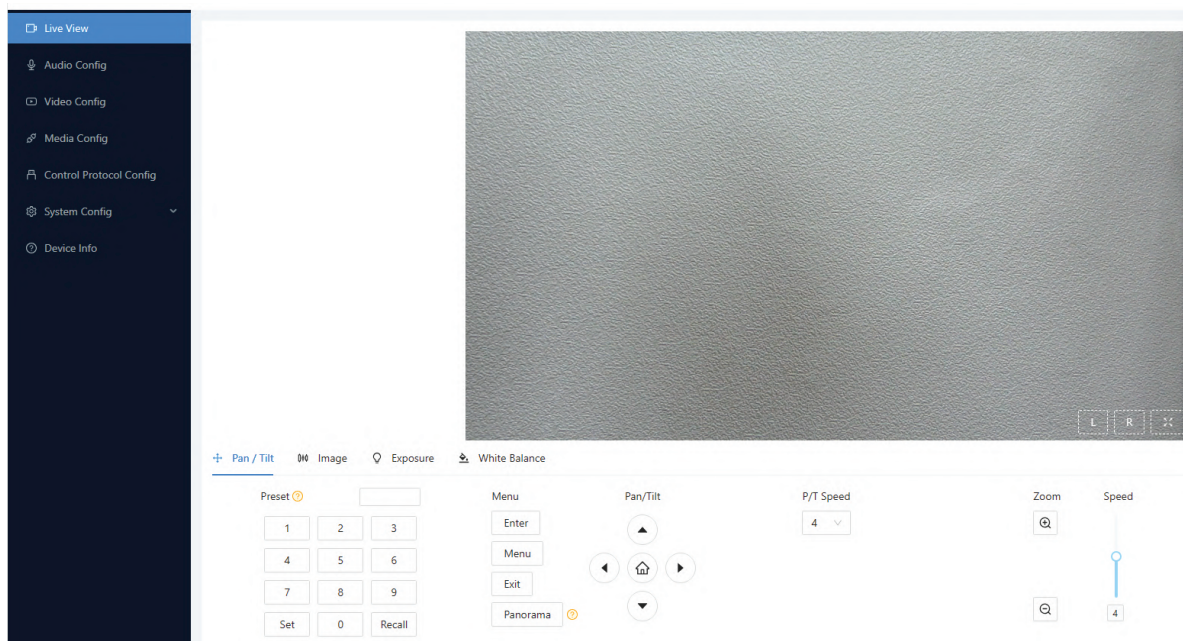 Live View
Audio Config
Video Config
Media Config
Control Protocol Config
System Config
Device Info
L R
Pan / Tilt Image Exposure White Balance
Preset Menu Pan/Tilt P/T Speed Zoom Speed
1 2 3 Enter 4
4 5 6 Menu
7 8 9 Exit
Set 0 Recall Panorama 4